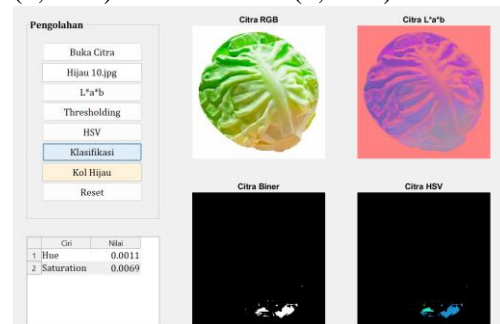 Pengolahan
Buka Citra
Hijau 10.jpg
L*a*b
Thresholding
HSV
Klasifikasi
Kol Hijau
Reset
Ciri Nilai
1 Hue 0.0011
2 Saturation 0.0069
Citra RGB
Citra L*a*b
Citra Biner
Citra HSV